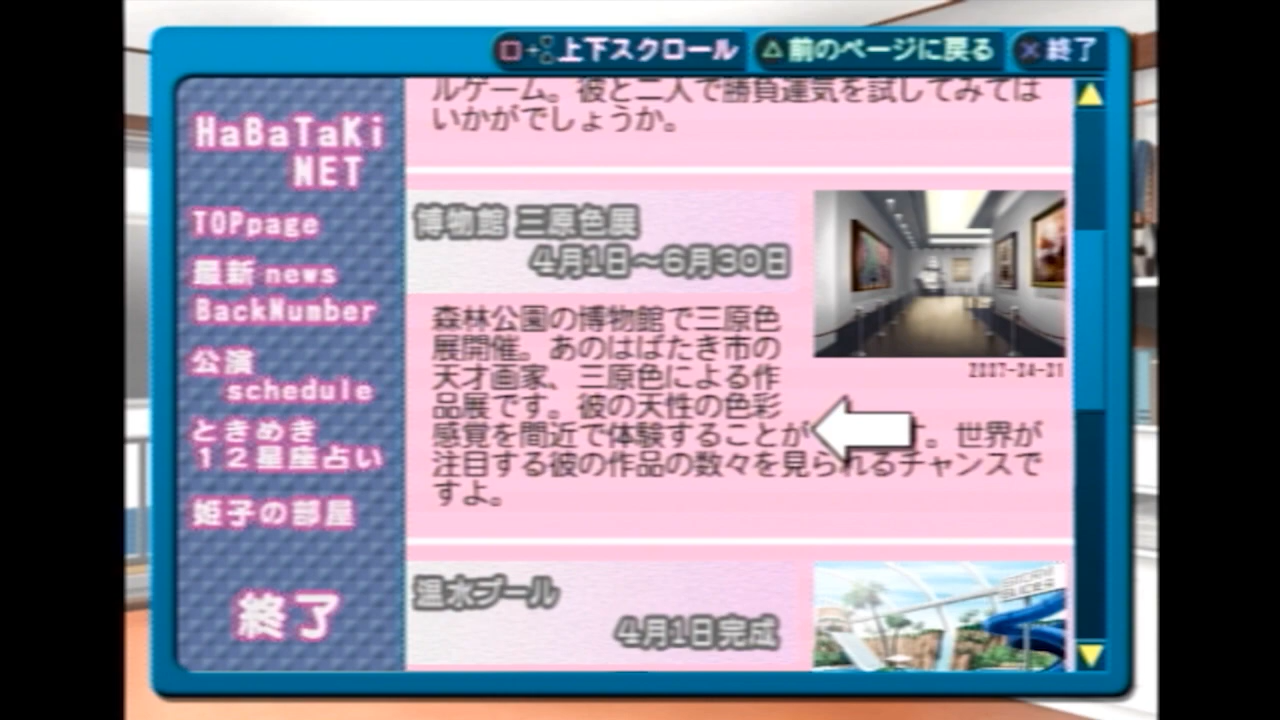 □+上下スクロール
△前のページに戻る
×終了
HaBaTaKi
NET
TOPpage
最新news
BackNumber
公演
schedule
ときめき
12星座占い
姫子の部屋
終了
ルゲーム。彼と二人で勝負運気を試してみては
いかがでしょうか。
博物館 三原色展
4月1日～6月30日
森林公園の博物館で三原色
展開催。あのはばたき市の
天才画家、三原色による作
品展です。彼の天性の色彩
感覚を間近で体験することが
す。世界が
注目する彼の作品の数々を見られるチャンスで
すよ。
温水プール
4月1日完成